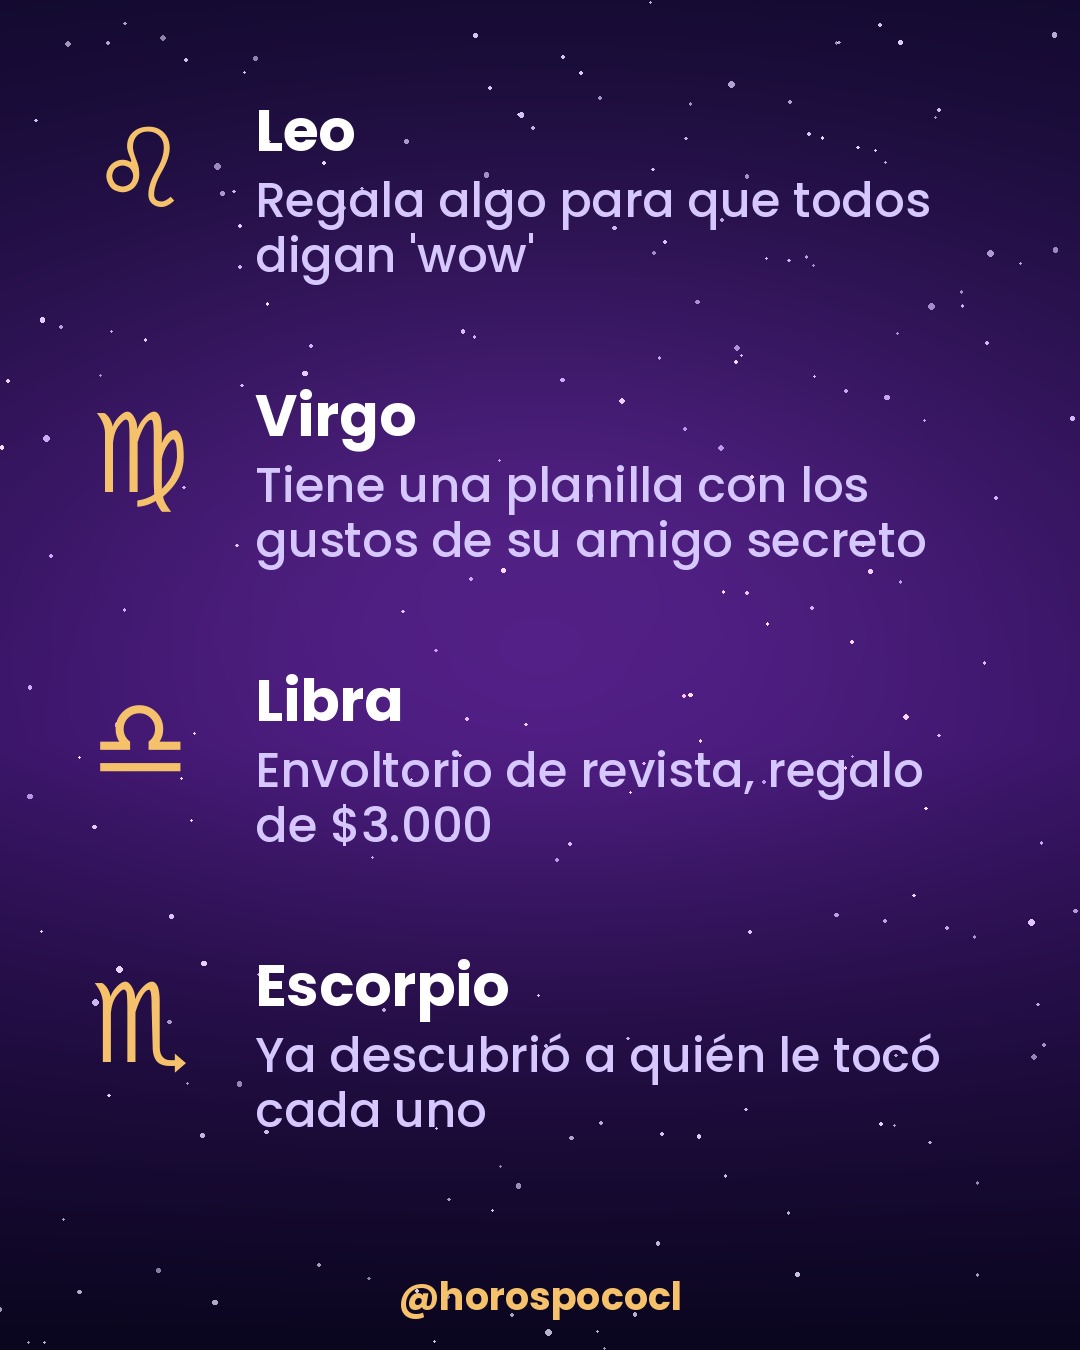 Leo
Regala algo para que todos
digan 'wow'
Virgo
Tiene una planilla con los
gustos de su amigo secreto
Libra
Envoltorio de revista, regalo
de $3.000
Escorpio
Ya descubrió a quién le tocó
cada uno
@horospococl